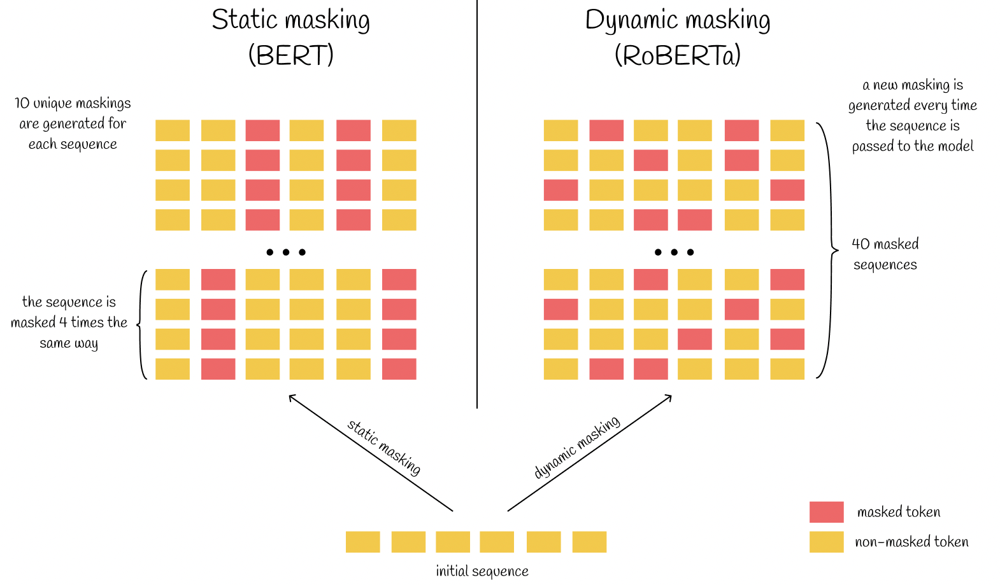 Static masking
(BERT)
Dynamic masking
(RoBERTa)
10 unique maskings
are generated for
each sequence
the sequence is
masked 4 times the
same way
a new masking is
generated every time
the sequence is
passed to the model
40 masked
sequences
static masking
dynamic masking
initial sequence
masked token
non-masked token